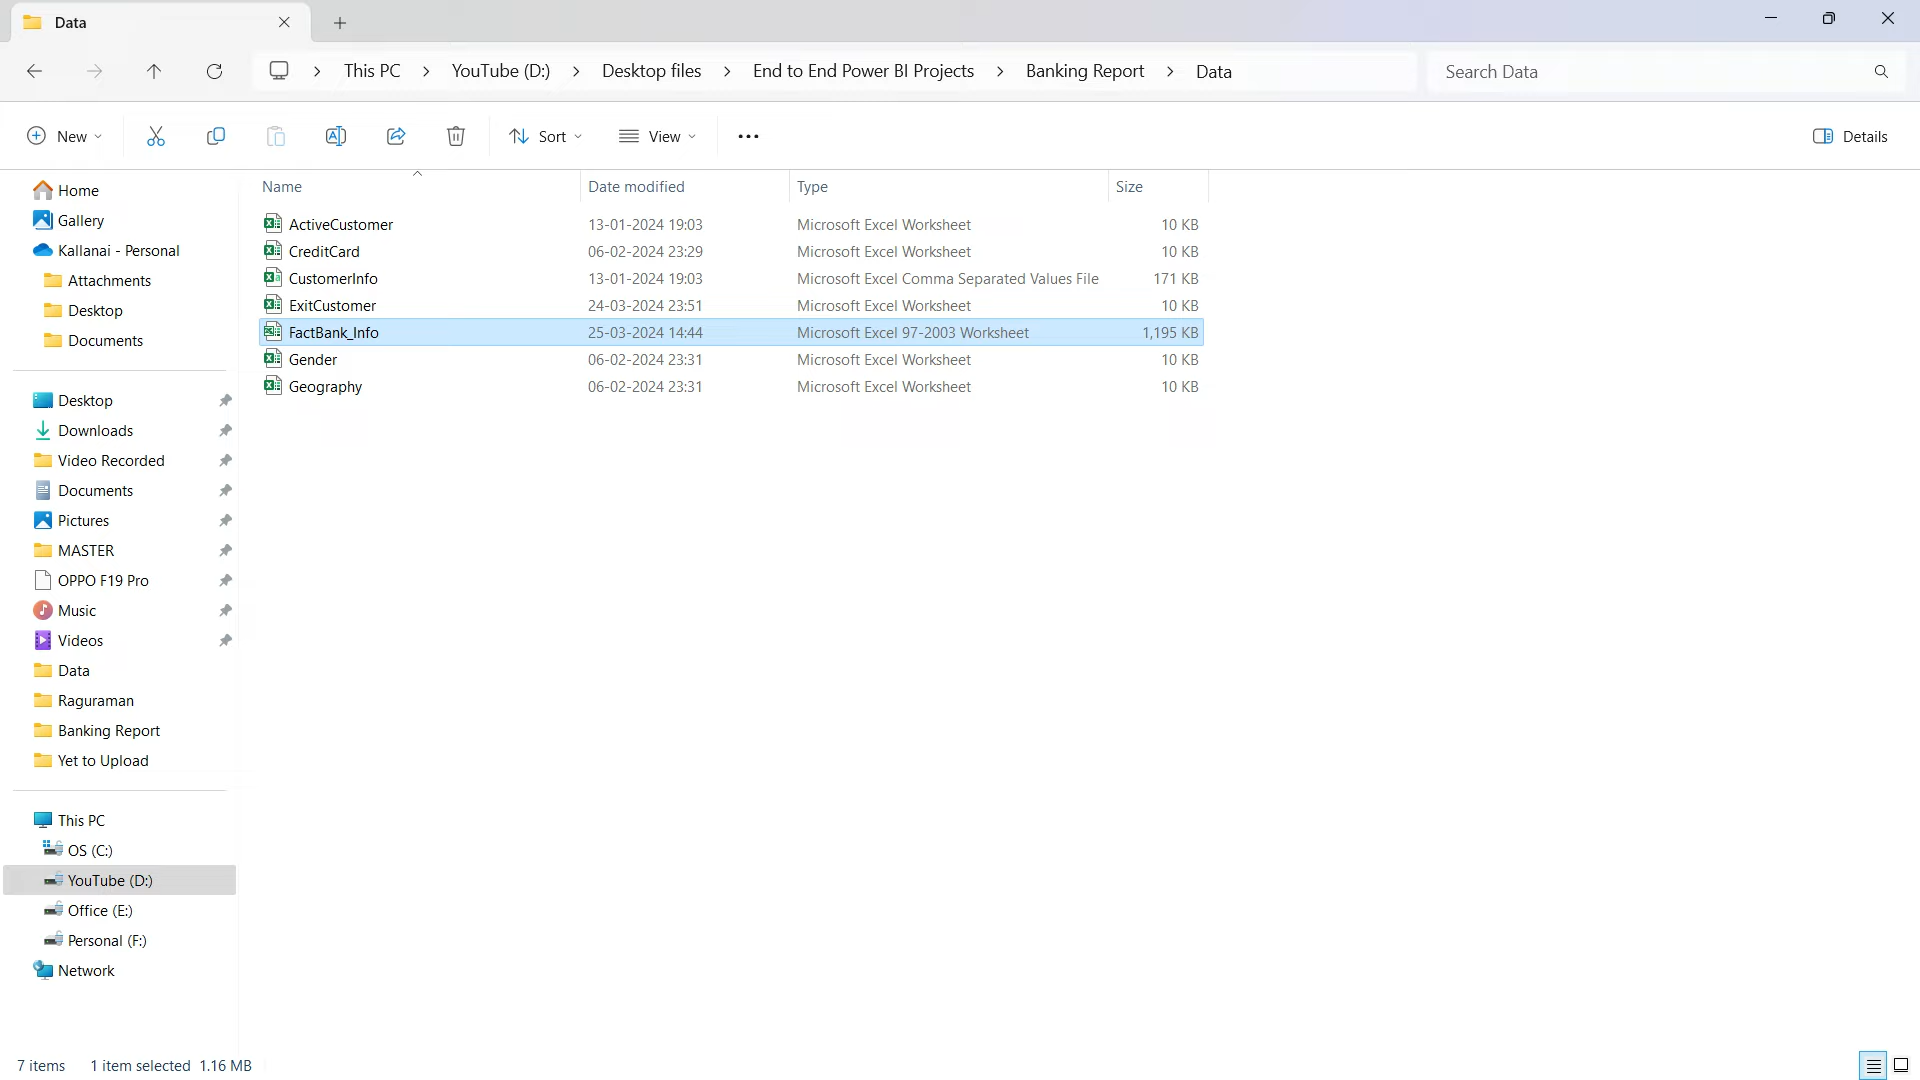 Data
This PC > YouTube (D:) > Desktop files > End to End Power BI Projects > Banking Report > Data
Search Data
New Sort View ••• Details
Name Date modified Type Size
ActiveCustomer 13-01-2024 19:03 Microsoft Excel Worksheet 10 KB
CreditCard 06-02-2024 23:29 Microsoft Excel Worksheet 10 KB
CustomerInfo 13-01-2024 19:03 Microsoft Excel Comma Separated Values File 171 KB
ExitCustomer 24-03-2024 23:51 Microsoft Excel Worksheet 10 KB
FactBank_Info 25-03-2024 14:44 Microsoft Excel 97-2003 Worksheet 1,195 KB
Gender 06-02-2024 23:31 Microsoft Excel Worksheet 10 KB
Geography 06-02-2024 23:31 Microsoft Excel Worksheet 10 KB
Home
Gallery
Kallanai - Personal
Attachments
Desktop
Documents
Desktop
Downloads
Video Recorded
Documents
Pictures
MASTER
OPPO F19 Pro
Music
Videos
Data
Raguraman
Banking Report
Yet to Upload
This PC
OS (C:)
YouTube (D:)
Office (E:)
Personal (F:)
Network
7 items 1 item selected 1.16 MB